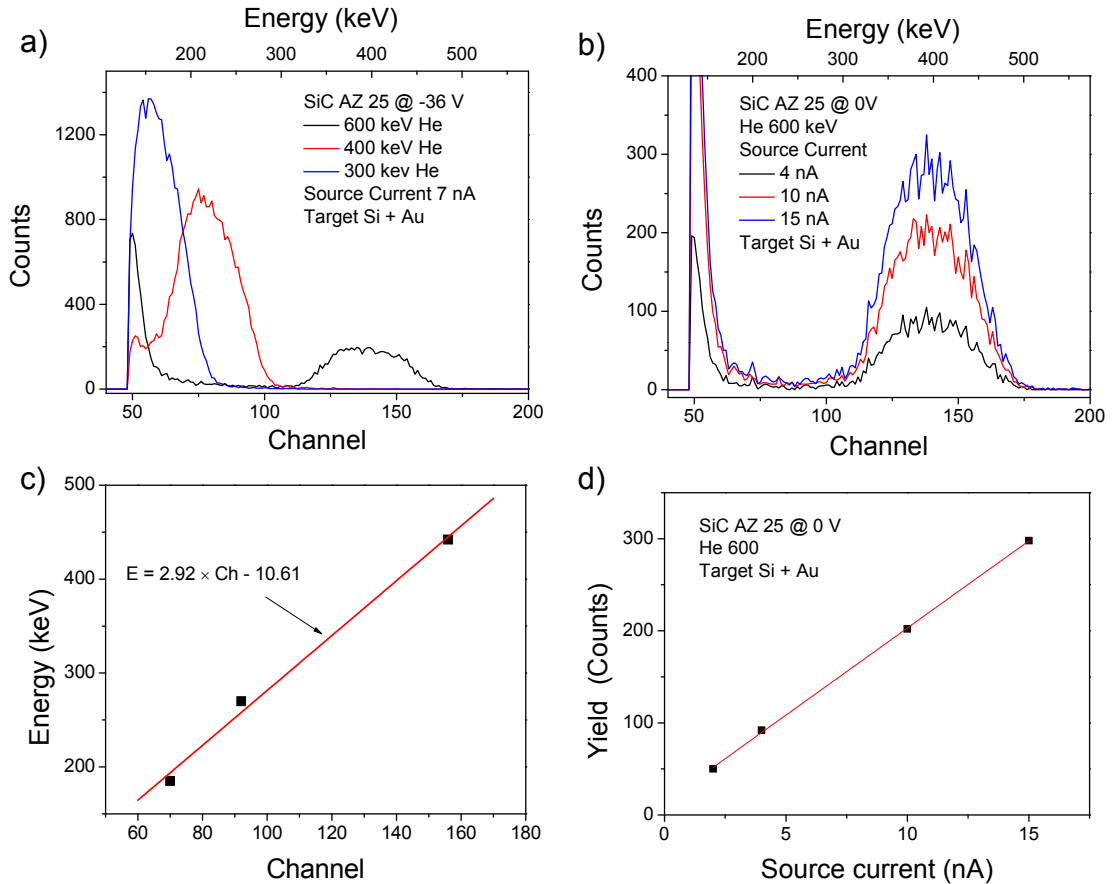 a)
Energy (keV)
100 200 300 400 500
SiC AZ 25 @ -36 V
600 keV He
400 keV He
300 kev He
Source Current 7 nA
Target Si + Au
Counts
1200
800
400
0
50 100 150 200
Channel
b)
Energy (keV)
200 300 400 500
SiC AZ 25 @ 0V
He 600 keV
Source Current
4 nA
10 nA
15 nA
Target Si + Au
Counts
400
300
200
100
0
50 100 150 200
Channel
c)
E = 2.92 × Ch - 10.61
Energy (keV)
500
400
300
200
60 80 100 120 140 160 180
Channel
d)
SiC AZ 25 @ 0 V
He 600
Target Si + Au
Yield (Counts)
300
200
100
0
0 5 10 15
Source current (nA)